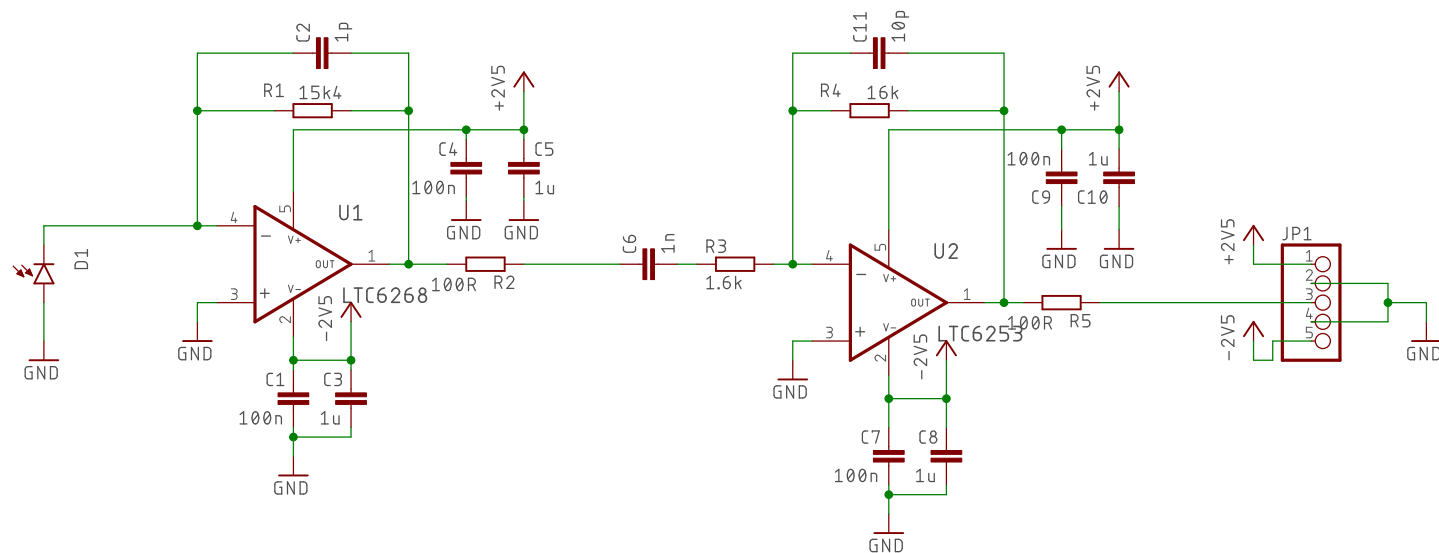 C2
1p
R1
15k4
+2V5
C4
100n
C5
1u
GND
GND
D1
GND
4
3
5
2
1
U1
V+
OUT
V-
LTC6268
GND
-2V5
C1
100n
C3
1u
GND
100R
R2
C6
1n
R3
1.6k
C11
10p
R4
16k
+2V5
100n
C9
1u
C10
GND
GND
4
3
5
2
1
U2
V+
OUT
V-
LTC6253
GND
-2V5
C7
100n
C8
1u
GND
100R
R5
+2V5
-2V5
JP1
1
2
3
4
5
GND